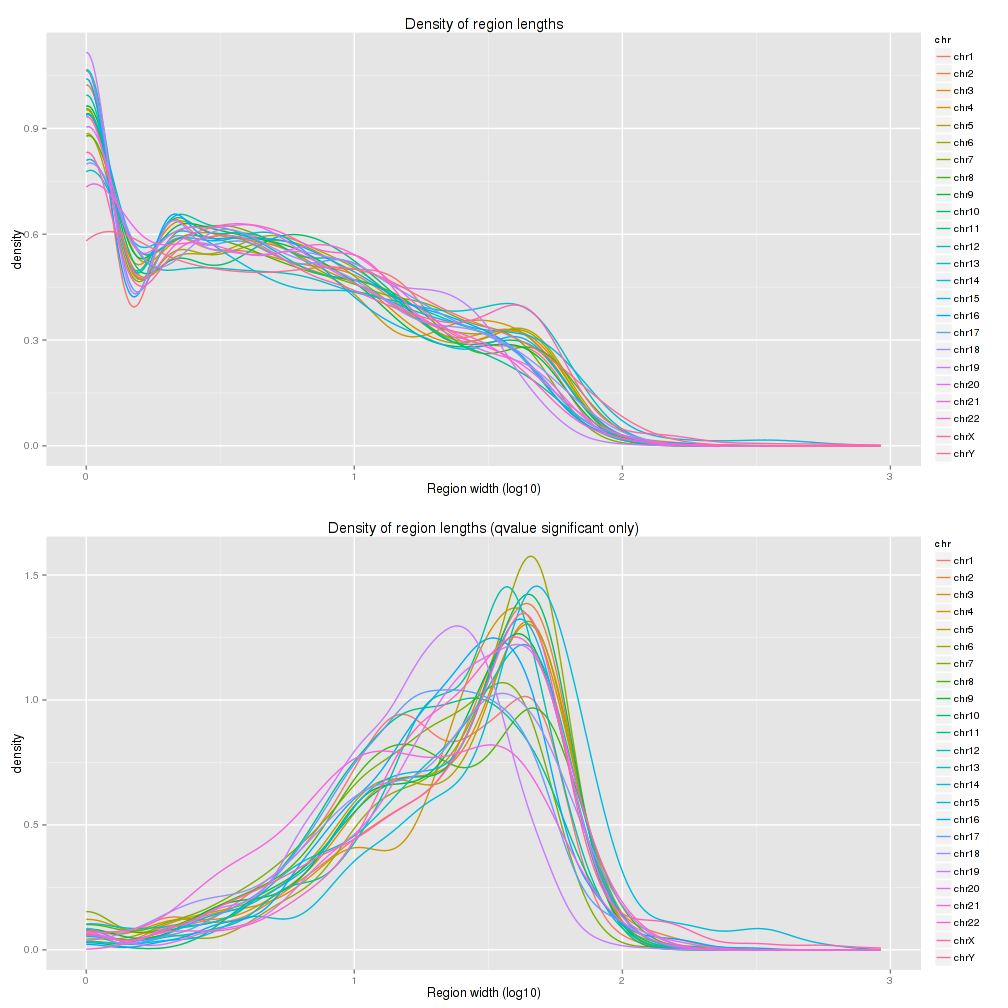 Density of region lengths
density
0.9
0.6
0.3
0.0
0
1
2
3
Region width (log10)
chr
chr1
chr2
chr3
chr4
chr5
chr6
chr7
chr8
chr9
chr10
chr11
chr12
chr13
chr14
chr15
chr16
chr17
chr18
chr19
chr20
chr21
chr22
chrX
chrY
Density of region lengths (qvalue significant only)
density
1.5
1.0
0.5
0.0
0
1
2
3
Region width (log10)
chr
chr1
chr2
chr3
chr4
chr5
chr6
chr7
chr8
chr9
chr10
chr11
chr12
chr13
chr14
chr15
chr16
chr17
chr18
chr19
chr20
chr21
chr22
chrX
chrY